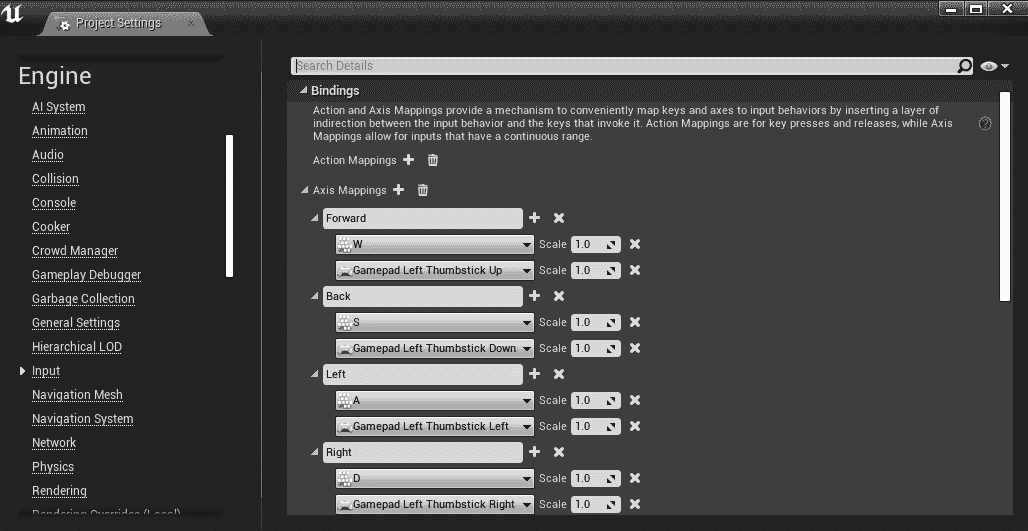 Project Settings
Engine
AI System
Animation
Audio
Collision
Console
Cooker
Crowd Manager
Gameplay Debugger
Garbage Collection
General Settings
Hierarchical LOD
Input
Navigation Mesh
Navigation System
Network
Physics
Rendering
Rendering Overrides (Local)
Search Details
Bindings
Action and Axis Mappings provide a mechanism to conveniently map keys and axes to input behaviors by inserting a layer of
indirection between the input behavior and the keys that invoke it. Action Mappings are for key presses and releases, while Axis
Mappings allow for inputs that have a continuous range.
Action Mappings
Axis Mappings
Forward
W Scale 1.0
Gamepad Left Thumbstick Up Scale 1.0
Back
S Scale 1.0
Gamepad Left Thumbstick Down Scale 1.0
Left
A Scale 1.0
Gamepad Left Thumbstick Left Scale 1.0
Right
D Scale 1.0
Gamepad Left Thumbstick Right Scale 1.0